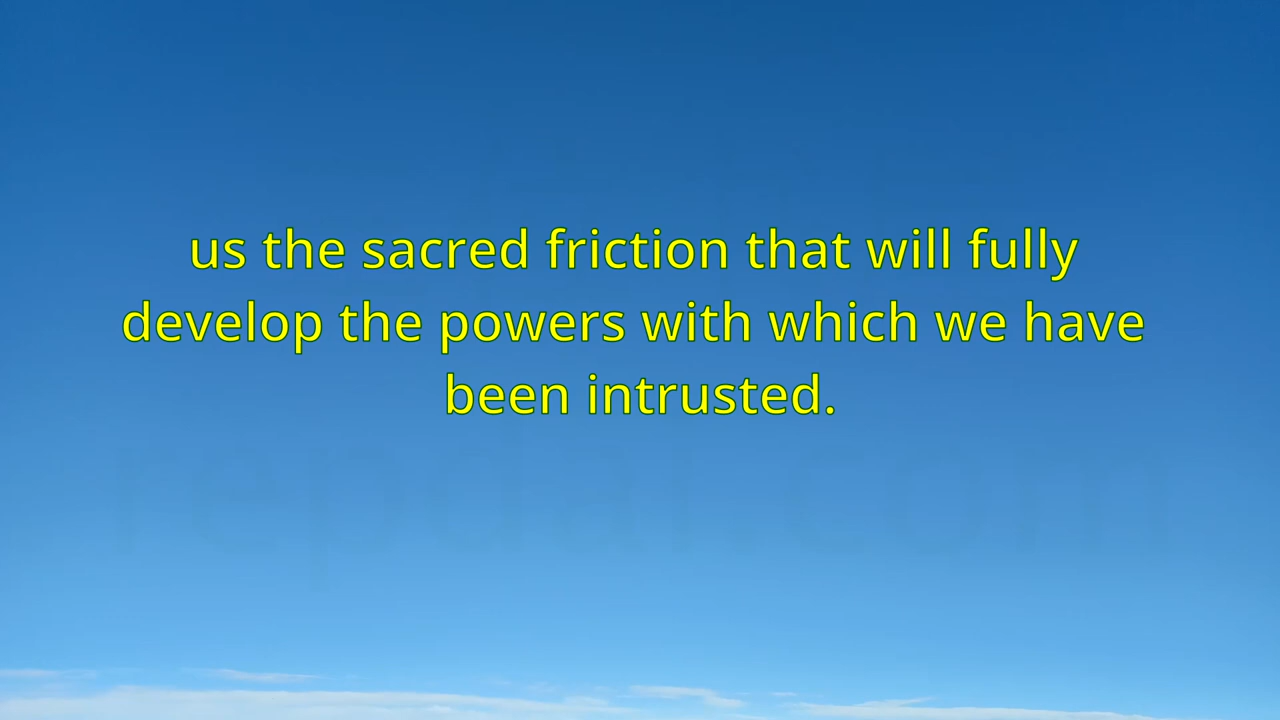 us the sacred friction that will fully
develop the powers with which we have
been intrusted.